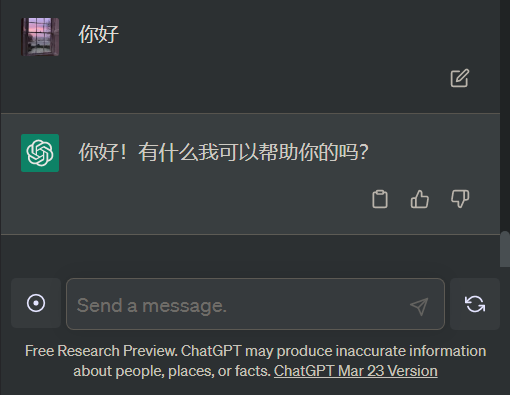 你好
你好！有什么我可以帮助你的吗？
Send a message.
Free Research Preview. ChatGPT may produce inaccurate information
about people, places, or facts. ChatGPT Mar 23 Version